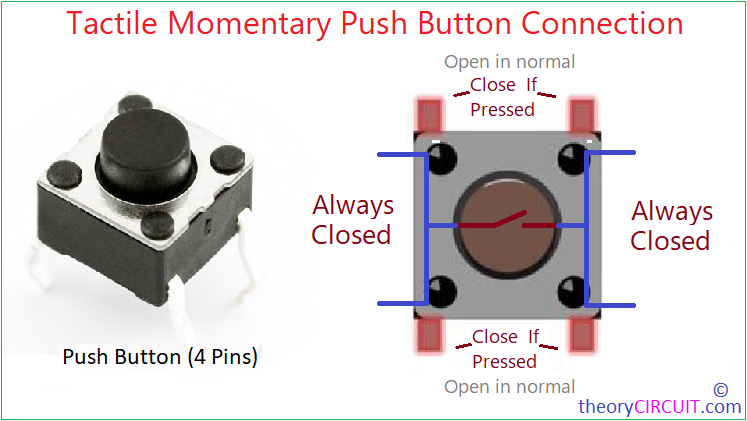 Tactile Momentary Push Button Connection
Open in normal
Close If
Pressed
Always
Closed
Always
Closed
Close If
Pressed
Push Button (4 Pins)
Open in normal
©
theoryCIRCUIT.com